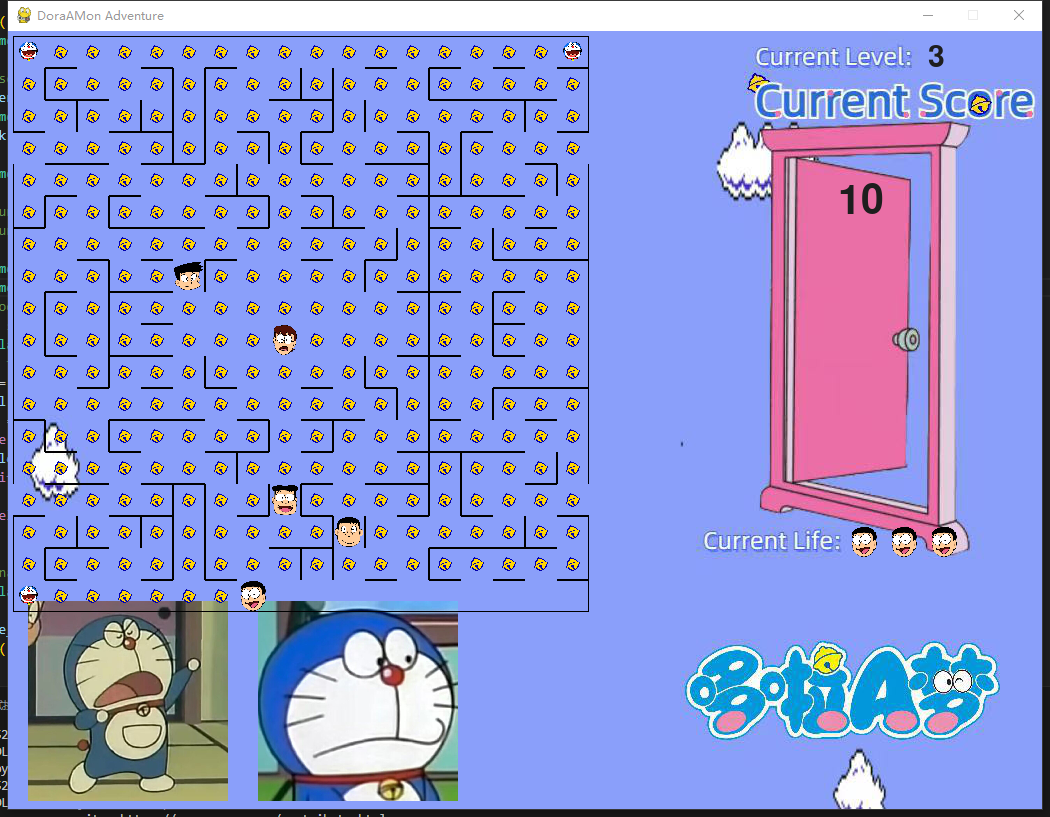 DoraAMon Adventure
Current Level: 3
Current Score
10
Current Life:
哆啦A梦